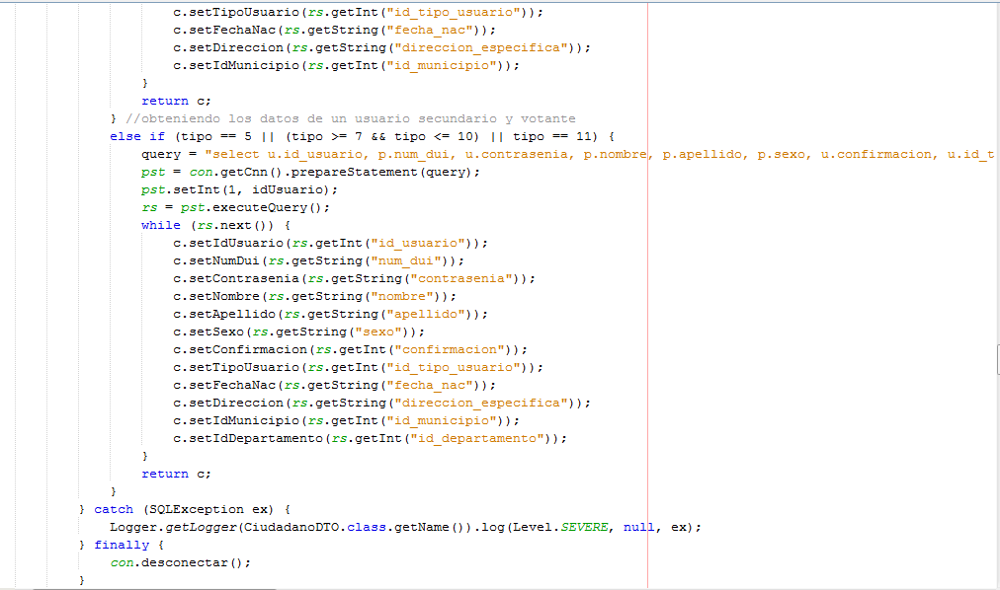 c.setTipoUsuario(rs.getInt("id_tipo_usuario"));
c.setFechaNac(rs.getString("fecha_nac"));
c.setDireccion(rs.getString("direccion_especifica"));
c.setIdMunicipio(rs.getInt("id_municipio"));
}
return c;
} //obteniendo los datos de un usuario secundario y votante
else if (tipo == 5 || (tipo >= 7 && tipo <= 10) || tipo == 11) {
query = "select u.id_usuario, p.num_dui, u.contrasenia, p.nombre, p.apellido, p.sexo, u.confirmacion, u.id_t
pst = con.getCnn().prepareStatement(query);
pst.setInt(1, idUsuario);
rs = pst.executeQuery();
while (rs.next()) {
c.setIdUsuario(rs.getInt("id_usuario"));
c.setNumDui(rs.getString("num_dui"));
c.setContrasenia(rs.getString("contrasenia"));
c.setNombre(rs.getString("nombre"));
c.setApellido(rs.getString("apellido"));
c.setSexo(rs.getString("sexo"));
c.setConfirmacion(rs.getInt("confirmacion"));
c.setTipoUsuario(rs.getInt("id_tipo_usuario"));
c.setFechaNac(rs.getString("fecha_nac"));
c.setDireccion(rs.getString("direccion_especifica"));
c.setIdMunicipio(rs.getInt("id_municipio"));
c.setIdDepartamento(rs.getInt("id_departamento"));
}
return c;
}
} catch (SQLException ex) {
Logger.getLogger(CiudadanoDTO.class.getName()).log(Level.SEVERE, null, ex);
} finally {
con.desconectar();
}